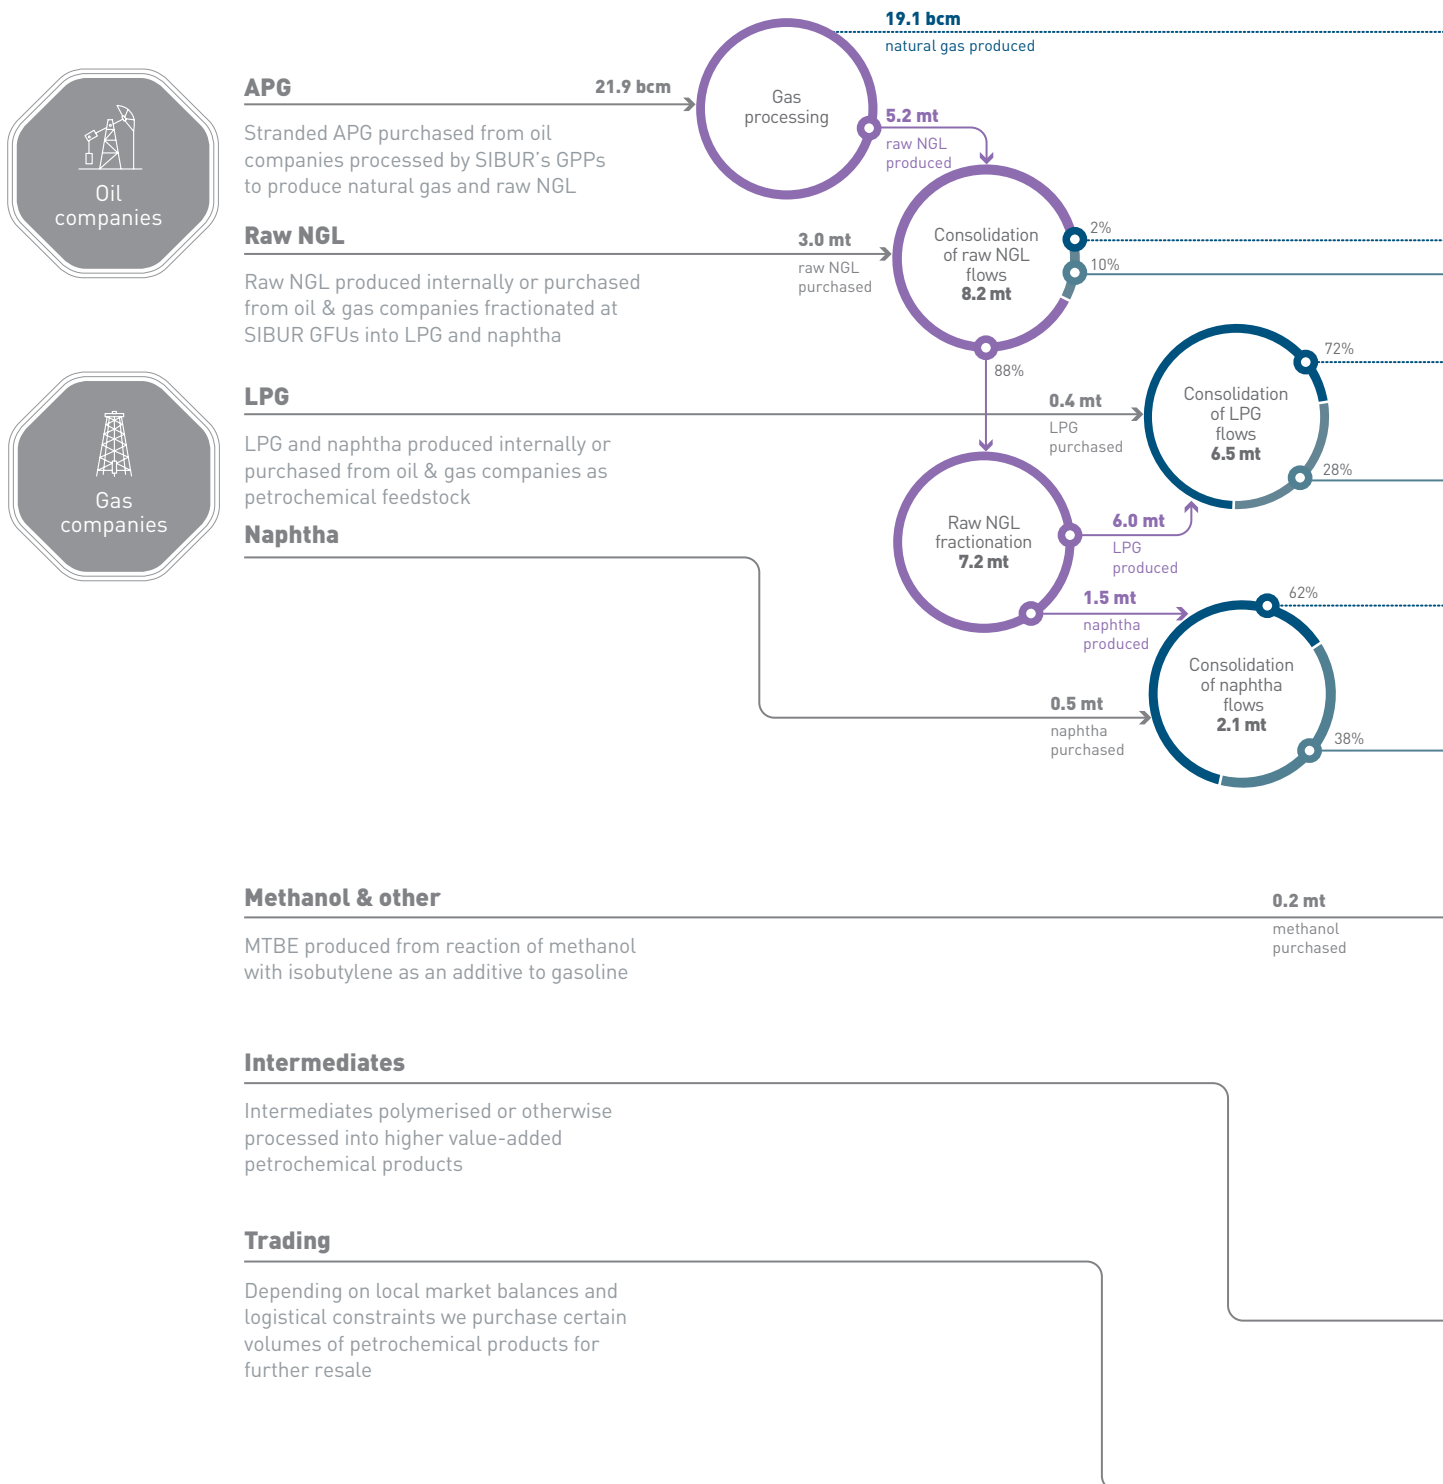 19.1 bcm
natural gas produced
Oil
companies
APG
21.9 bcm
Stranded APG purchased from oil
companies processed by SIBUR's GPPs
to produce natural gas and raw NGL
Gas
processing
5.2 mt
raw NGL
produced
Raw NGL
3.0 mt
raw NGL
purchased
Raw NGL produced internally or purchased
from oil & gas companies fractionated at
SIBUR GFUs into LPG and naphtha
Consolidation
of raw NGL
flows
8.2 mt
2%
10%
88%
Gas
companies
LPG
0.4 mt
LPG
purchased
LPG and naphtha produced internally or
purchased from oil & gas companies as
petrochemical feedstock
Consolidation
of LPG
flows
6.5 mt
72%
28%
Naphtha
Raw NGL
fractionation
7.2 mt
6.0 mt
LPG
produced
1.5 mt
naphtha
produced
0.5 mt
naphtha
purchased
Consolidation
of naphtha
flows
2.1 mt
62%
38%
Methanol & other
0.2 mt
methanol
purchased
MTBE produced from reaction of methanol
with isobutylene as an additive to gasoline
Intermediates
Intermediates polymerised or otherwise
processed into higher value-added
petrochemical products
Trading
Depending on local market balances and
logistical constraints we purchase certain
volumes of petrochemical products for
further resale